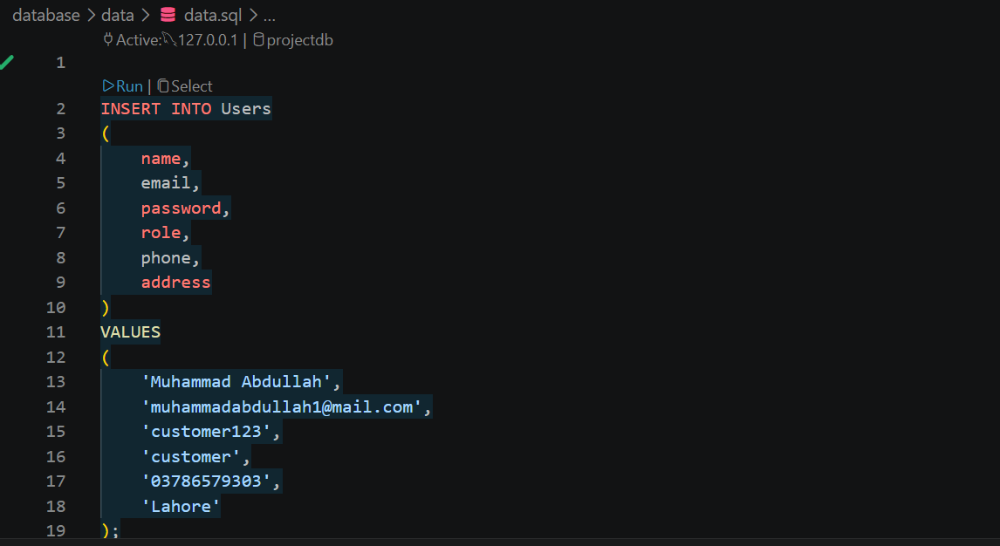 database > data > data.sql > ...
Active: 127.0.0.1 | projectdb
1
Run | Select
2 INSERT INTO Users
3 (
4 name,
5 email,
6 password,
7 role,
8 phone,
9 address
10 )
11 VALUES
12 (
13 'Muhammad Abdullah',
14 'muhammadabdullah1@mail.com',
15 'customer123',
16 'customer',
17 '03786579303',
18 'Lahore'
19 );